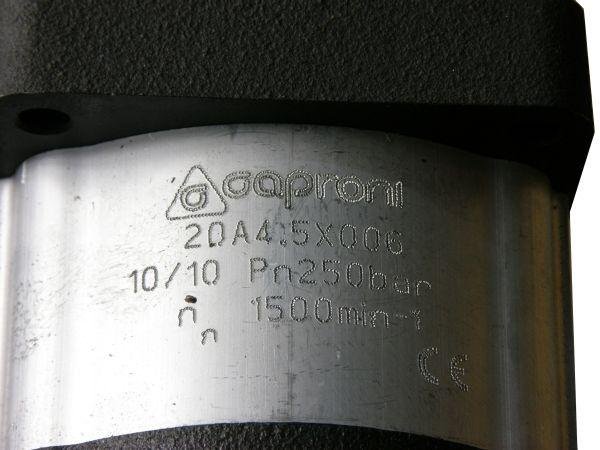 caproni
20A4.5X006
10/10 Pn250bar
nn 1500min-1
CE